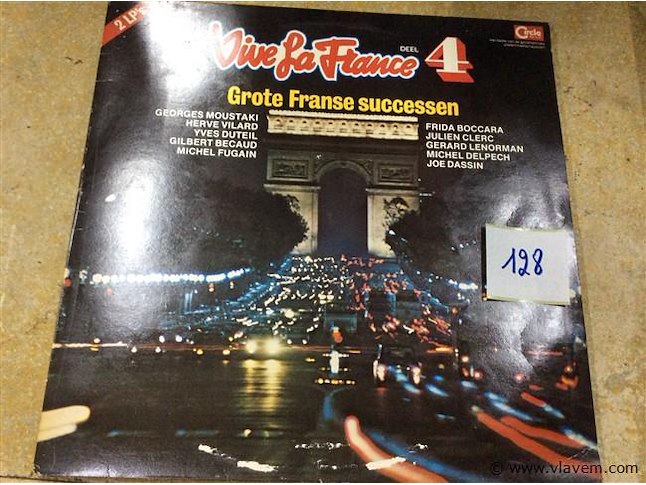 2 LP's
Vive La France
DEEL
4
Circle
Grote Franse successen
GEORGES MOUSTAKI
HERVE VILARD
YVES DUTEIL
GILBERT BECAUD
MICHEL FUGAIN
FRIDA BOCCARA
JULIEN CLERC
GERARD LENORMAN
MICHEL DELPECH
JOE DASSIN
128
© www.vlavem.com